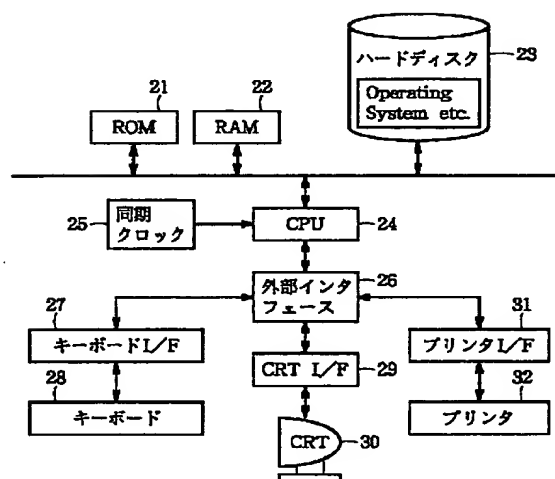 ハードディスク
23
Operating
System etc.
21
22
ROM
RAM
25
同期
クロック
CPU
24
外部インタ
フェース
26
27
キーボードI/F
31
プリンタI/F
CRT I/F
29
28
キーボード
32
プリンタ
CRT
30